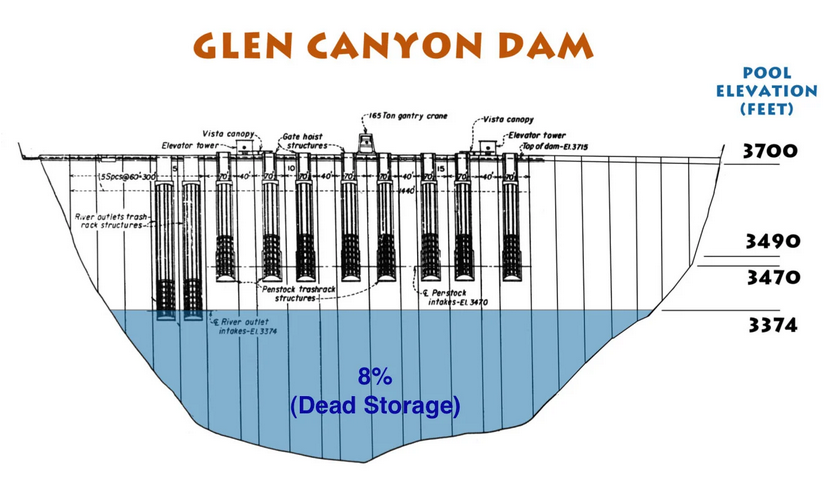 GLEN CANYON DAM
POOL
ELEVATION
(FEET)
165 Ton gantry crane
Vista canopy
Gate hoist
structures
Vista canopy
Elevator tower
Elevator tower
Top of dam-El.3715
3700
5
10
15
15Spcs@60'-300'
70'
40'
70'
70'
40'
70'
70'
40'
70'
70'
40'
70'
1440'
River outlets trash-
rack structures
3490
3470
Penstock trashrack
structures
℄ Penstock
intakes-El.3470
3374
℄ River outlet
intakes-El.3374
8%
(Dead Storage)